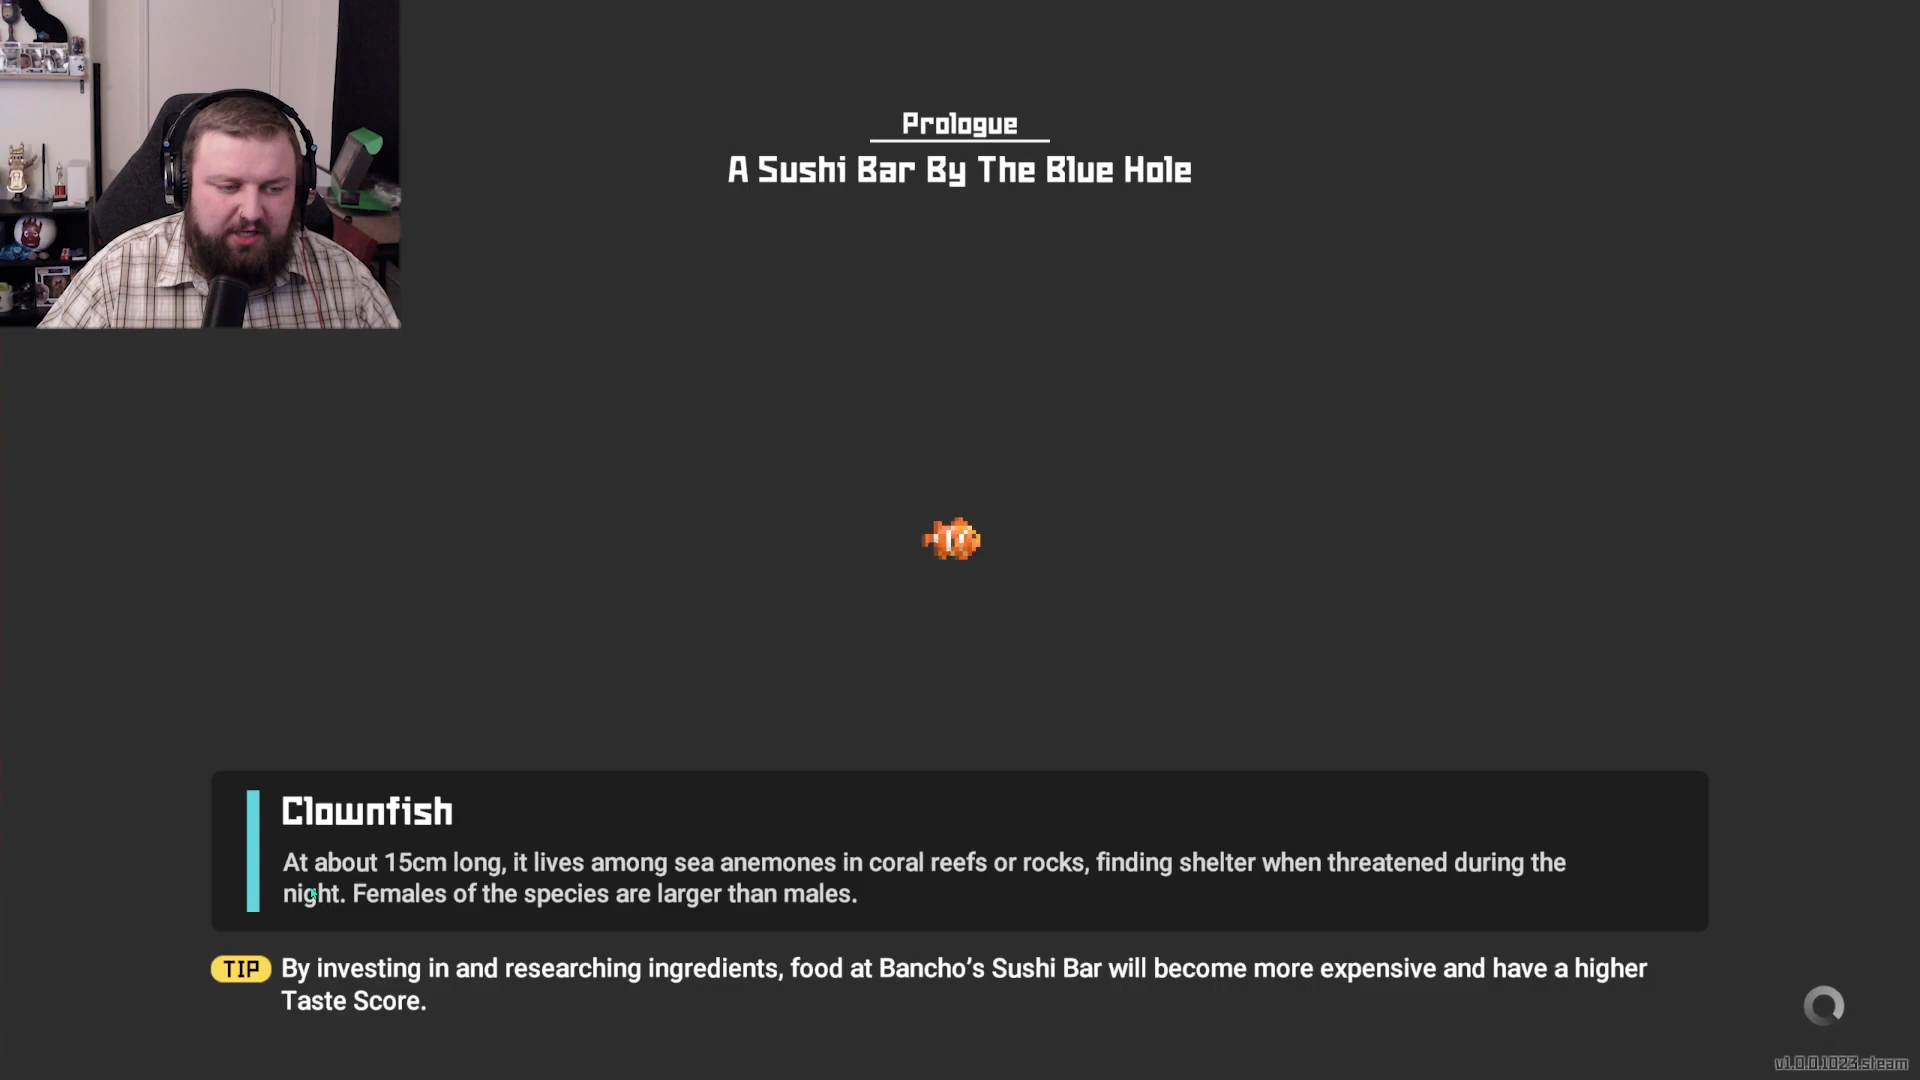 Prologue
A Sushi Bar By The Blue Hole
Clownfish
At about 15cm long, it lives among sea anemones in coral reefs or rocks, finding shelter when threatened during the
night. Females of the species are larger than males.
TIP By investing in and researching ingredients, food at Bancho’s Sushi Bar will become more expensive and have a higher
Taste Score.
v1.0.0.1023.steam